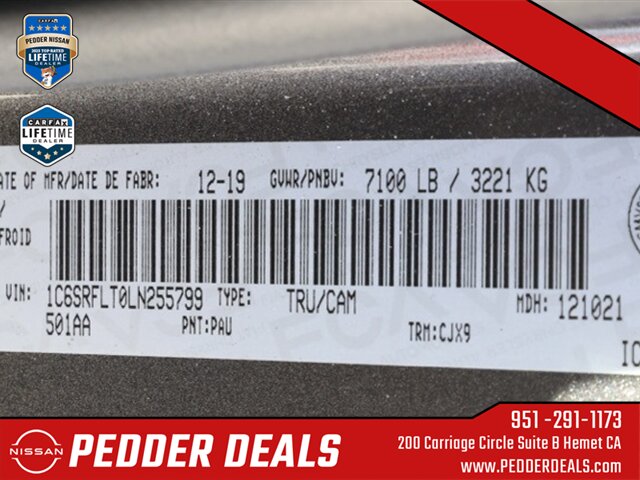 CARFAX
PEDDER NISSAN
2023 TOP-RATED
DEALER
CARFAX
LIFETIME
DEALER
ATE OF MFR/DATE DE FABR: 12-19 GVWR/PNBV: 7100 LB / 3221 KG
FROID
VIN: 1C6SRFLT0LN255799 TYPE: TRU/CAM MDH: 121021
501AA PNT:PAU TRM:CJX9
IC
NISSAN
PEDDER DEALS
951 -291-1173
200 Carriage Circle Suite B Hemet CA
www.PEDDERDEALS.com